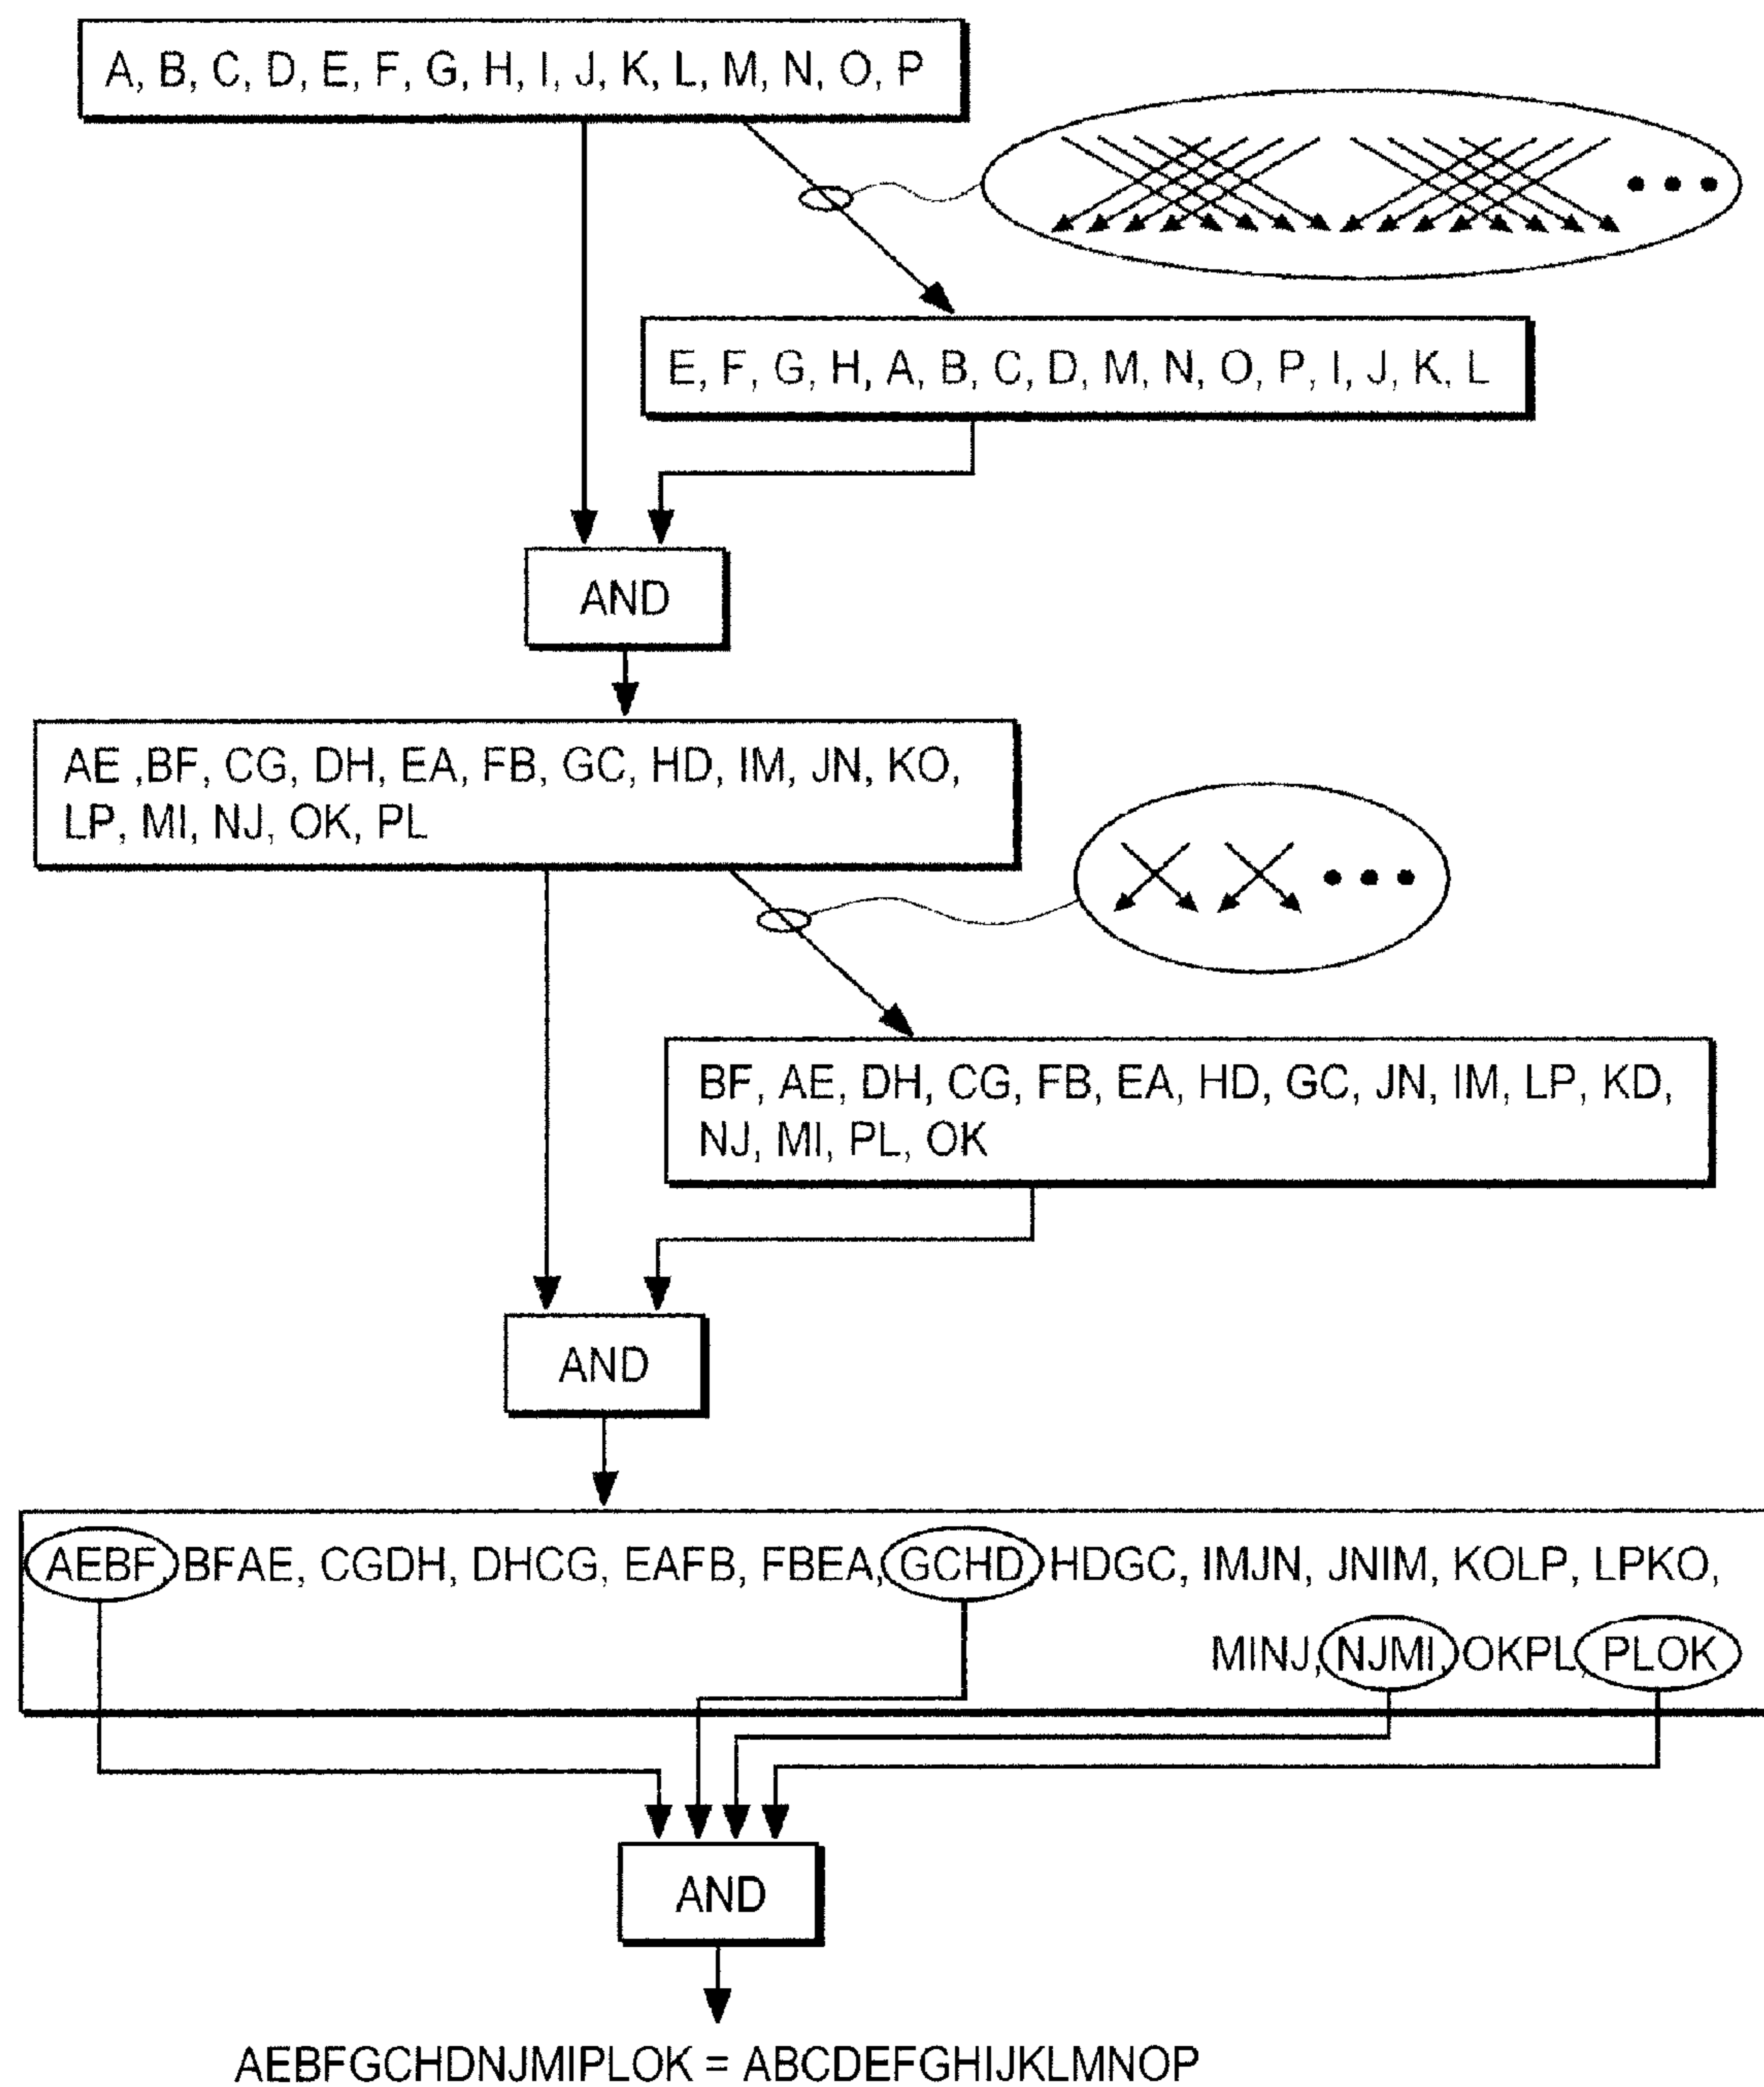 A, B, C, D, E, F, G, H, I, J, K, L, M, N, O, P
E, F, G, H, A, B, C, D, M, N, O, P, I, J, K, L
AND
AE ,BF, CG, DH, EA, FB, GC, HD, IM, JN, KO,
LP, MI, NJ, OK, PL
BF, AE, DH, CG, FB, EA, HD, GC, JN, IM, LP, KD,
NJ, MI, PL, OK
AND
AEBF, BFAE, CGDH, DHCG, EAFB, FBEA, GCHD, HDGC, IMJN, JNIM, KOLP, LPKO,
MINJ, NJMI, OKPL, PLOK
AND
AEBFGCHDNJMIPLOK = ABCDEFGHIJKLMNOP